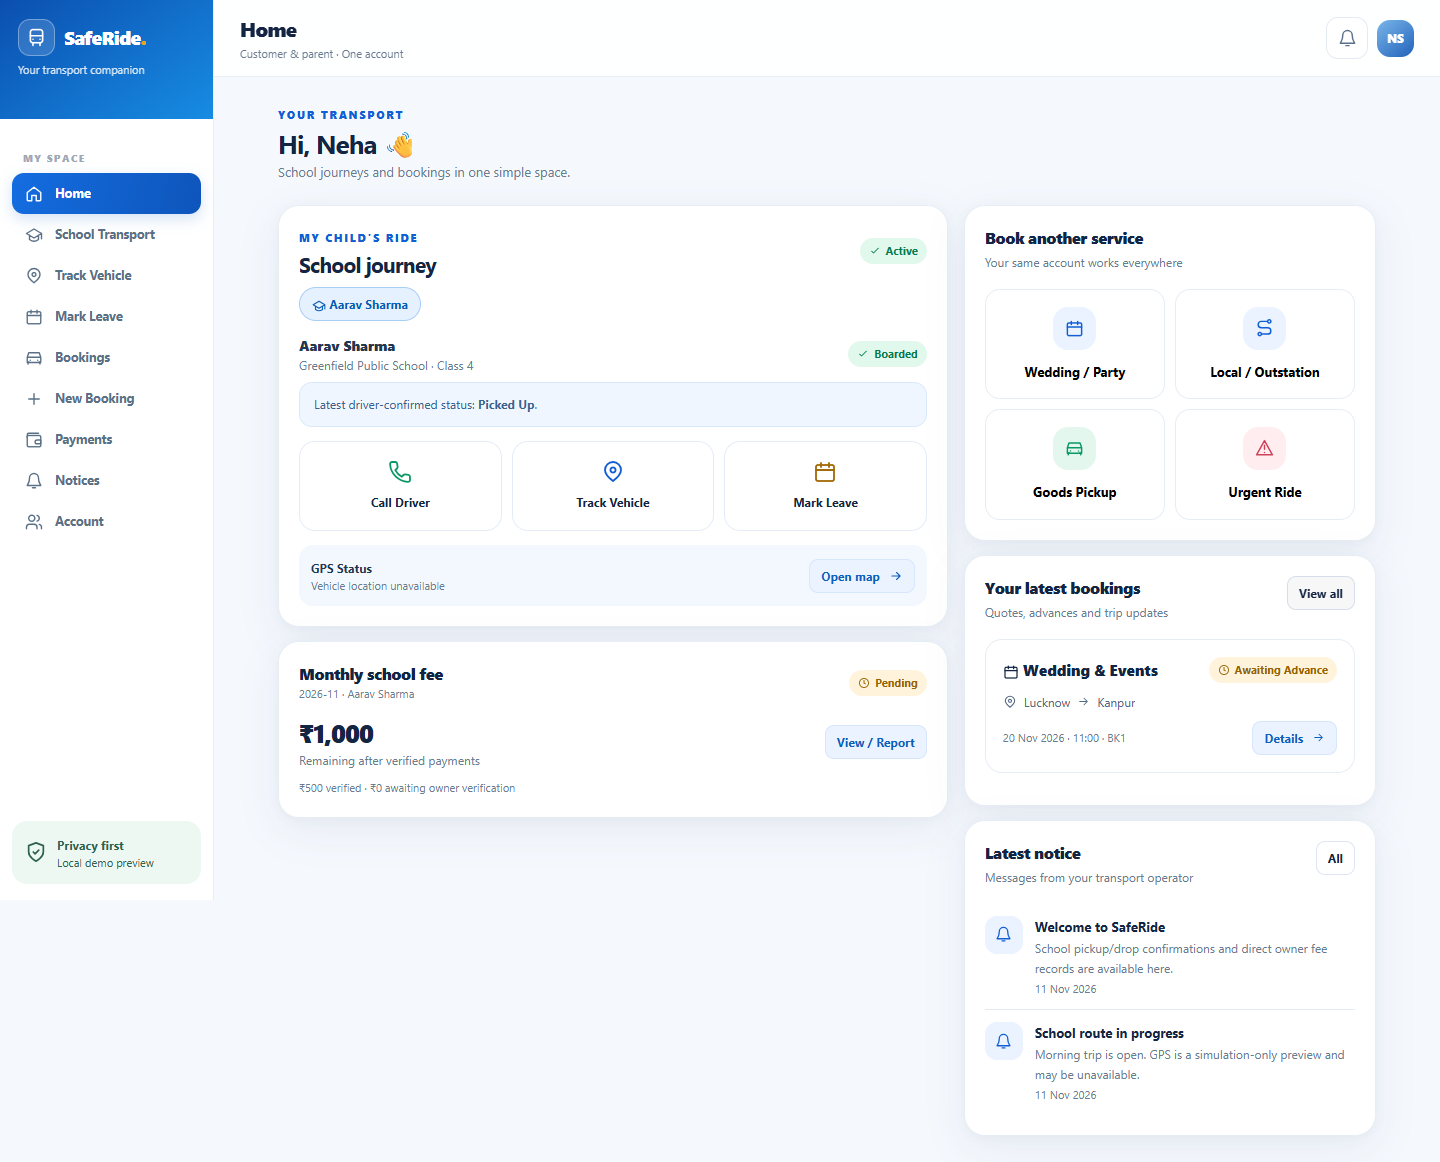 SafeRide.
Your transport companion
MY SPACE
Home
School Transport
Track Vehicle
Mark Leave
Bookings
New Booking
Payments
Notices
Account
Privacy first
Local demo preview
Home
Customer & parent · One account
NS
YOUR TRANSPORT
Hi, Neha 👋
School journeys and bookings in one simple space.
MY CHILD'S RIDE
School journey
Active
Aarav Sharma
Aarav Sharma
Greenfield Public School · Class 4
Boarded
Latest driver-confirmed status: Picked Up.
Call Driver
Track Vehicle
Mark Leave
GPS Status
Vehicle location unavailable
Open map →
Monthly school fee
2026-11 · Aarav Sharma
Pending
₹1,000
Remaining after verified payments
View / Report
₹500 verified · ₹0 awaiting owner verification
Book another service
Your same account works everywhere
Wedding / Party
Local / Outstation
Goods Pickup
Urgent Ride
Your latest bookings
Quotes, advances and trip updates
View all
Wedding & Events
Awaiting Advance
Lucknow → Kanpur
20 Nov 2026 · 11:00 · BK1
Details →
Latest notice
Messages from your transport operator
All
Welcome to SafeRide
School pickup/drop confirmations and direct owner fee
records are available here.
11 Nov 2026
School route in progress
Morning trip is open. GPS is a simulation-only preview and
may be unavailable.
11 Nov 2026